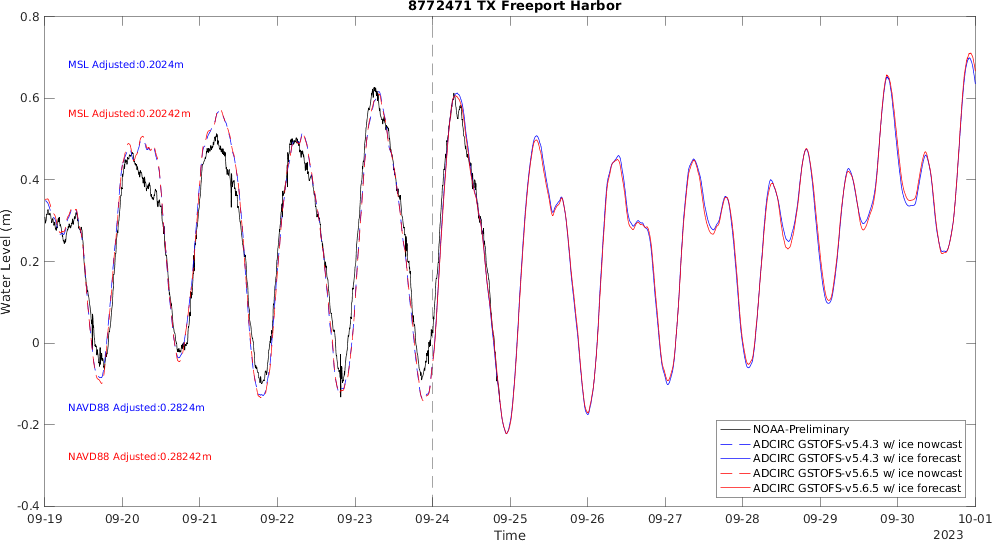 8772471 TX Freeport Harbor
0.8
0.6
0.4
0.2
0
-0.2
-0.4
Water Level (m)
MSL Adjusted:0.2024m
MSL Adjusted:0.20242m
NAVD88 Adjusted:0.2824m
NAVD88 Adjusted:0.28242m
NOAA-Preliminary
ADCIRC GSTOFS-v5.4.3 w/ ice nowcast
ADCIRC GSTOFS-v5.4.3 w/ ice forecast
ADCIRC GSTOFS-v5.6.5 w/ ice nowcast
ADCIRC GSTOFS-v5.6.5 w/ ice forecast
09-19 09-20 09-21 09-22 09-23 09-24 09-25 09-26 09-27 09-28 09-29 09-30 10-01
Time
2023